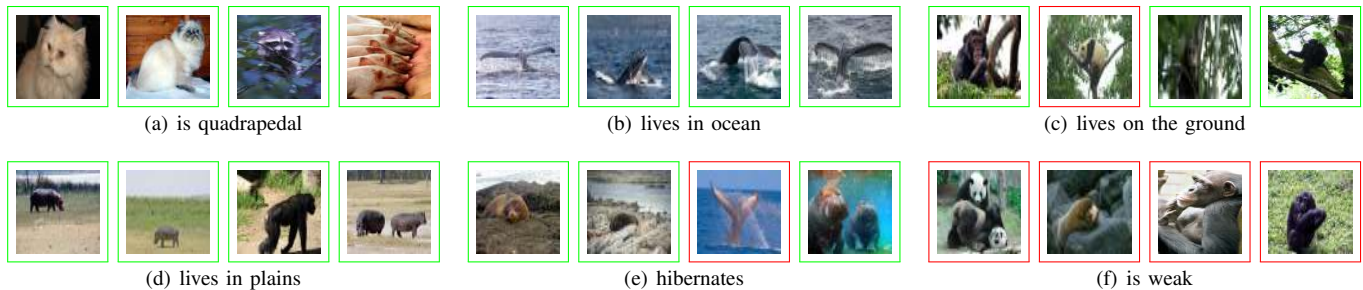 (a) is quadrapedal
(b) lives in ocean
(c) lives on the ground
(d) lives in plains
(e) hibernates
(f) is weak